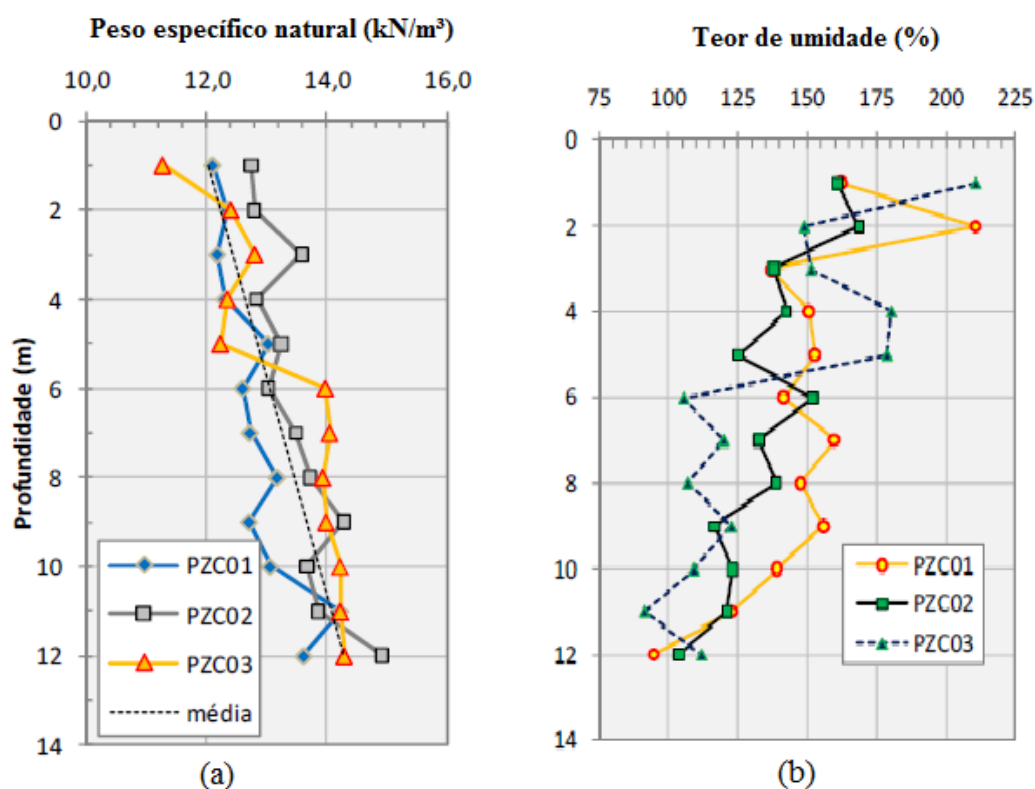 Peso específico natural (kN/m³)
10,0 12,0 14,0 16,0
0
2
4
6
8
10
12
14
Profundidade (m)
PZC01
PZC02
PZC03
média
(a)
Teor de umidade (%)
75 100 125 150 175 200 225
0
2
4
6
8
10
12
14
PZC01
PZC02
PZC03
(b)